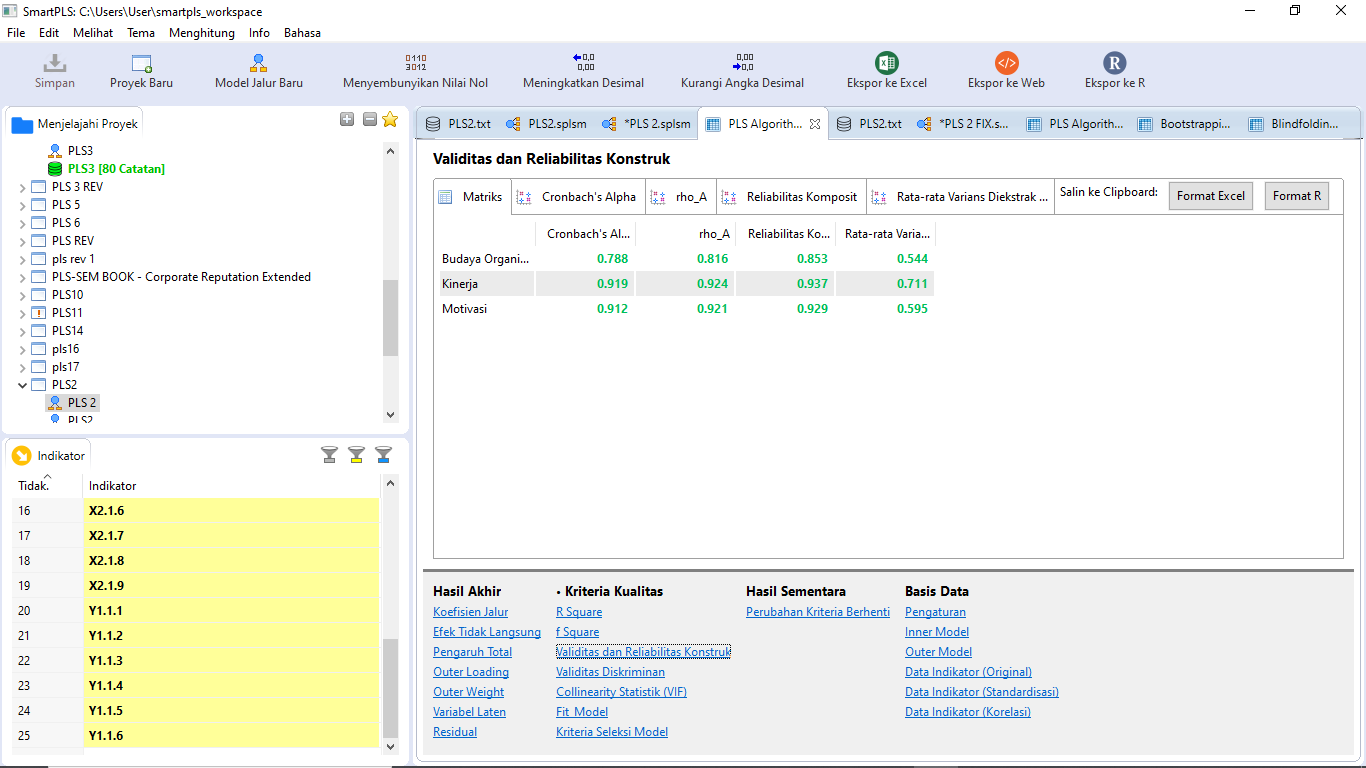 SmartPLS: C:\Users\User\smartpls_workspace
File Edit Melihat Tema Menghitung Info Bahasa
Simpan Proyek Baru Model Jalur Baru Menyembunyikan Nilai Nol Meningkatkan Desimal Kurangi Angka Desimal Ekspor ke Excel Ekspor ke Web Ekspor ke R
Menjelajahi Proyek
PLS3
PLS3 [80 Catatan]
PLS 3 REV
PLS 5
PLS 6
PLS REV
pls rev 1
PLS-SEM BOOK - Corporate Reputation Extended
PLS10
PLS11
PLS14
pls16
pls17
PLS2
PLS 2
PLS2
Indikator
Tidak. Indikator
16 X2.1.6
17 X2.1.7
18 X2.1.8
19 X2.1.9
20 Y1.1.1
21 Y1.1.2
22 Y1.1.3
23 Y1.1.4
24 Y1.1.5
25 Y1.1.6
PLS2.txt PLS2.splsm *PLS 2.splsm PLS Algorith... PLS2.txt *PLS 2 FIX.s... PLS Algorith... Bootstrappi... Blindfoldin...
Validitas dan Reliabilitas Konstruk
Matriks Cronbach's Alpha rho_A Reliabilitas Komposit Rata-rata Varians Diekstrak ... Salin ke Clipboard: Format Excel Format R
Cronbach's Al... rho_A Reliabilitas Ko... Rata-rata Varia...
Budaya Organi... 0.788 0.816 0.853 0.544
Kinerja 0.919 0.924 0.937 0.711
Motivasi 0.912 0.921 0.929 0.595
Hasil Akhir
Koefisien Jalur
Efek Tidak Langsung
Pengaruh Total
Outer Loading
Outer Weight
Variabel Laten
Residual
• Kriteria Kualitas
R Square
f Square
Validitas dan Reliabilitas Konstruk
Validitas Diskriminan
Collinearity Statistik (VIF)
Fit Model
Kriteria Seleksi Model
Hasil Sementara
Perubahan Kriteria Berhenti
Basis Data
Pengaturan
Inner Model
Outer Model
Data Indikator (Original)
Data Indikator (Standardisasi)
Data Indikator (Korelasi)